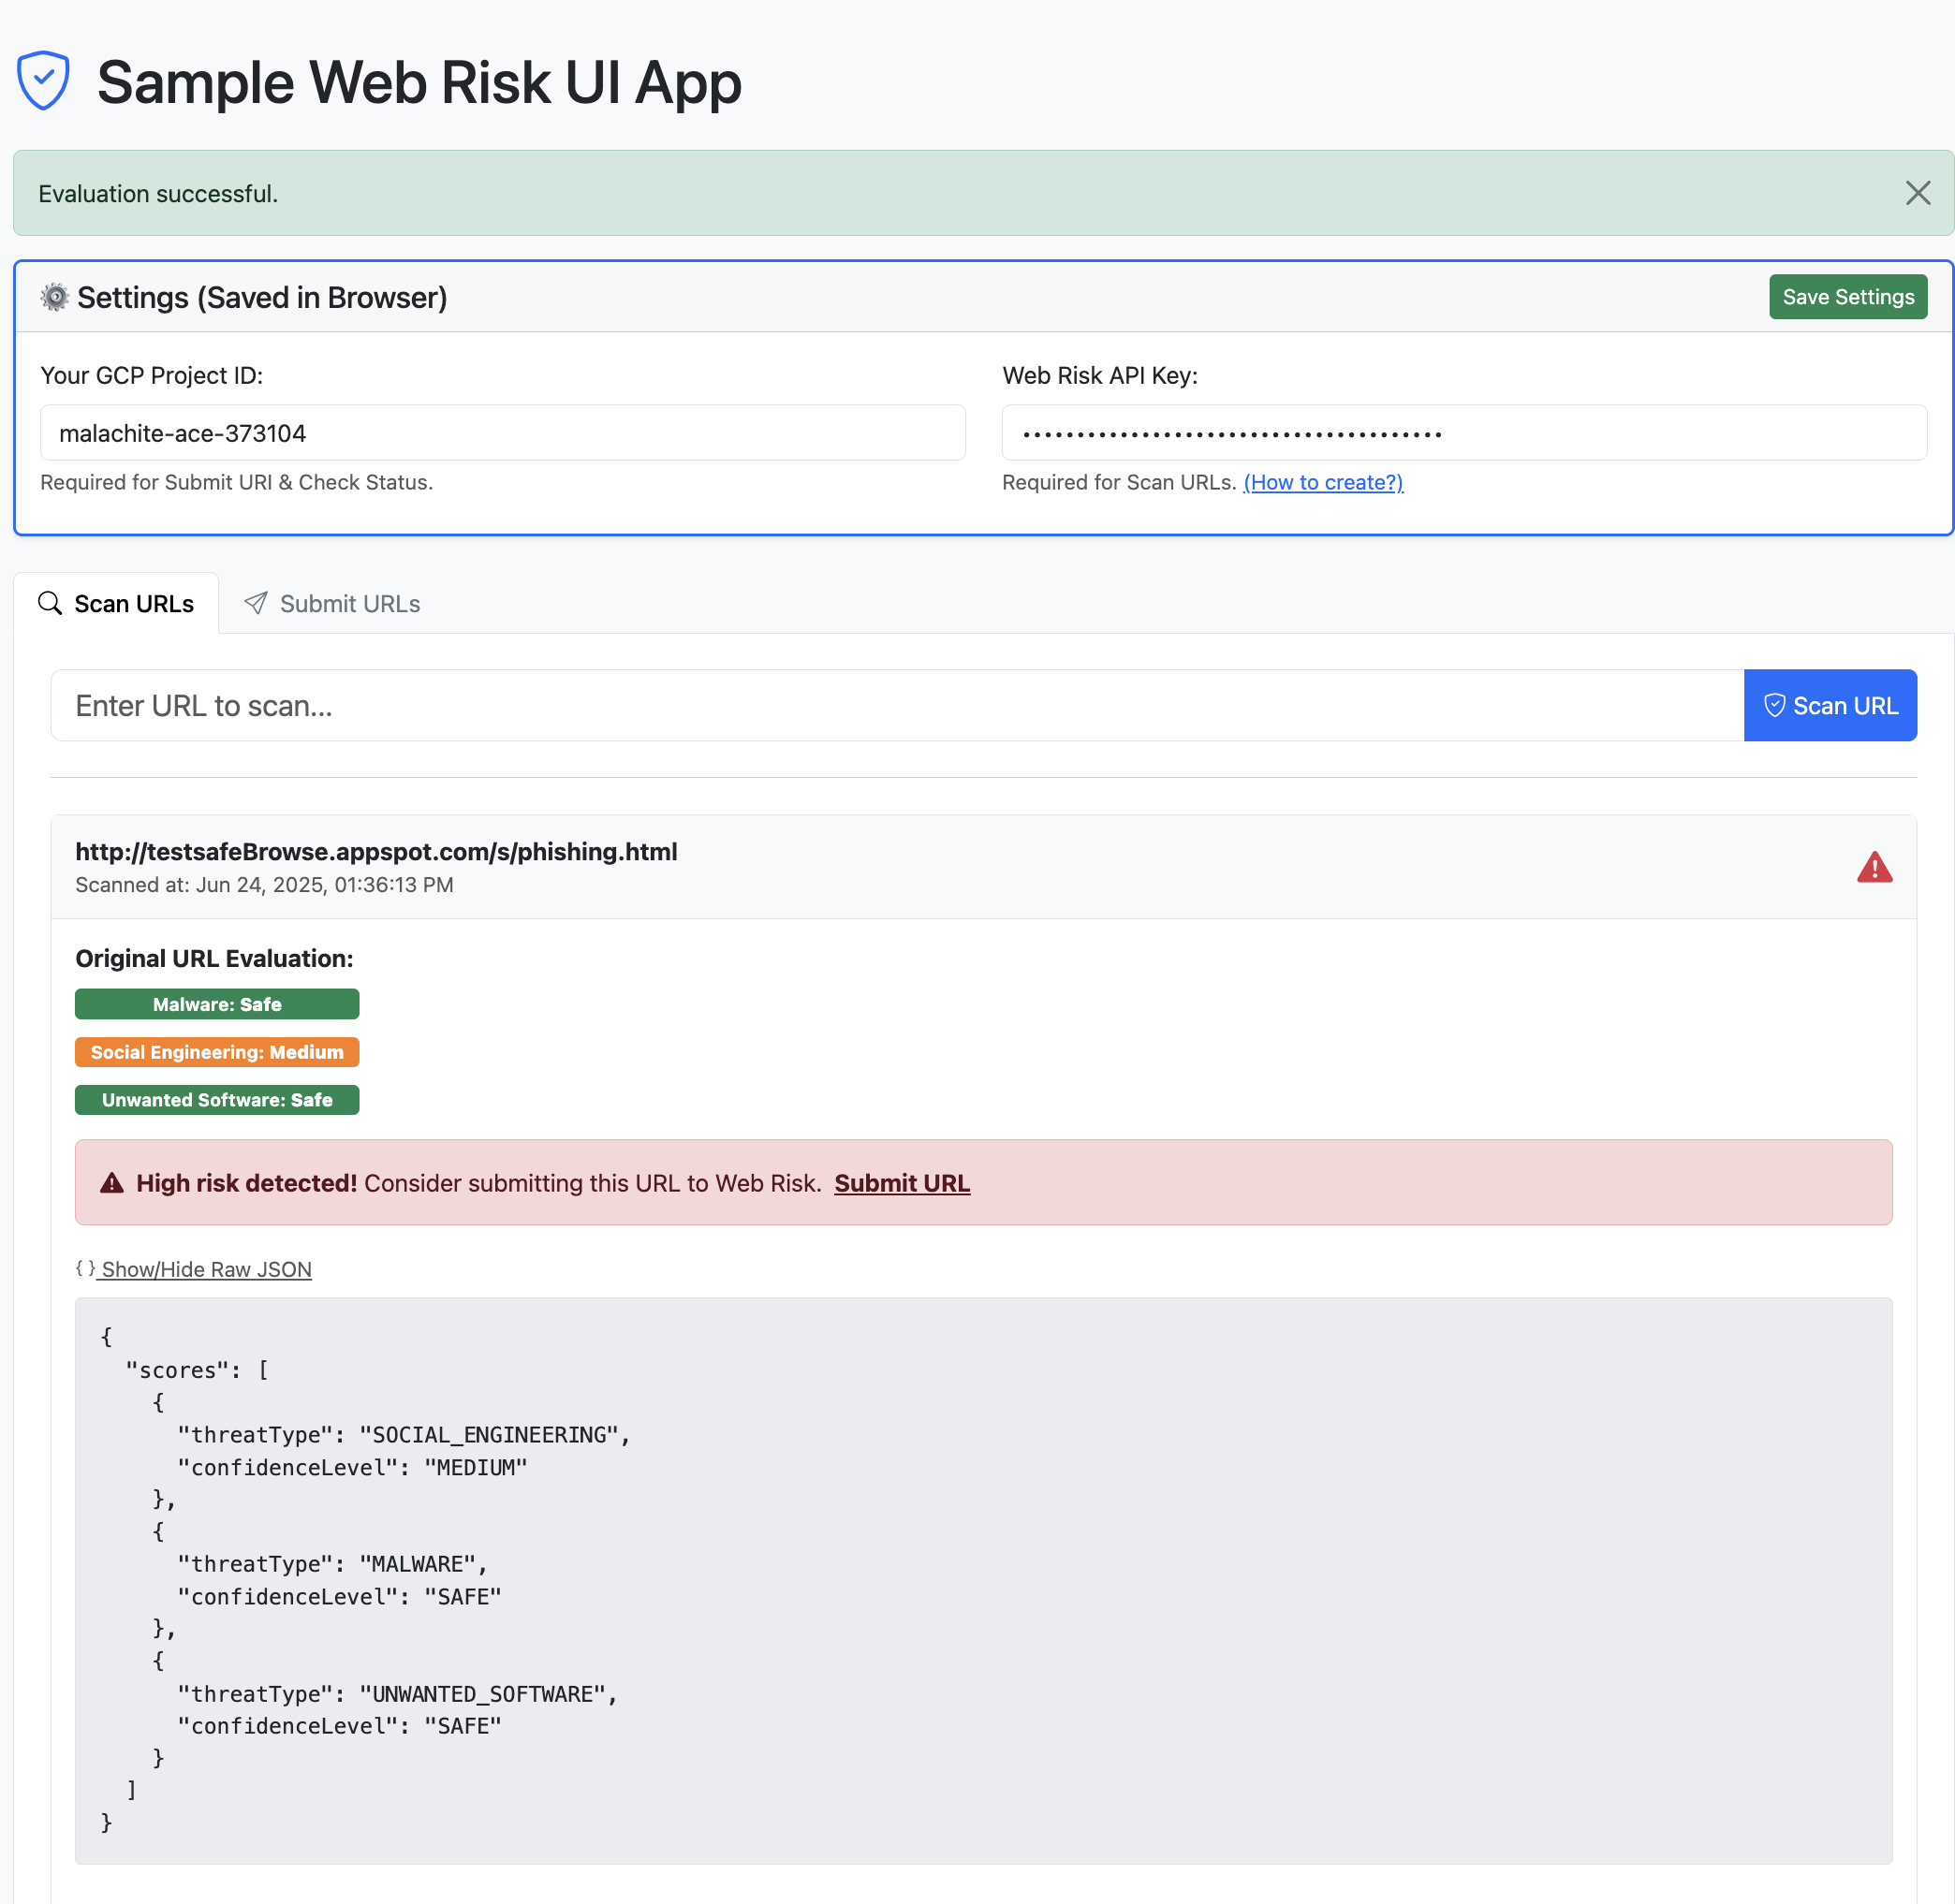 Sample Web Risk UI App
Evaluation successful.
Settings (Saved in Browser)
Save Settings
Your GCP Project ID:
Web Risk API Key:
malachite-ace-373104
•••••••••••••••••••••••••••••••••••••••
Required for Submit URI & Check Status.
Required for Scan URLs. (How to create?)
Scan URLs
Submit URLs
Enter URL to scan...
Scan URL
http://testsafeBrowse.appspot.com/s/phishing.html
Scanned at: Jun 24, 2025, 01:36:13 PM
Original URL Evaluation:
Malware: Safe
Social Engineering: Medium
Unwanted Software: Safe
High risk detected! Consider submitting this URL to Web Risk. Submit URL
{} Show/Hide Raw JSON
{
  "scores": [
    {
      "threatType": "SOCIAL_ENGINEERING",
      "confidenceLevel": "MEDIUM"
    },
    {
      "threatType": "MALWARE",
      "confidenceLevel": "SAFE"
    },
    {
      "threatType": "UNWANTED_SOFTWARE",
      "confidenceLevel": "SAFE"
    }
  ]
}